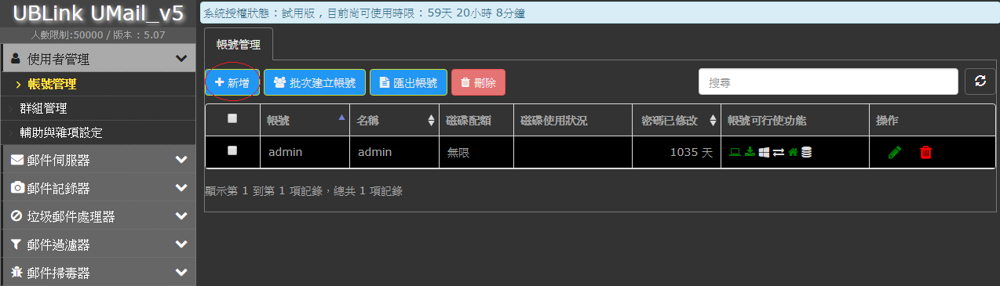 UBLink UMail_v5
人數限制:50000 / 版本 : 5.07
使用者管理
帳號管理
群組管理
輔助與雜項設定
郵件伺服器
郵件記錄器
垃圾郵件處理器
郵件過濾器
郵件掃毒器
系統授權狀態 : 試用版 , 目前尚可使用時限 : 59天 20小時 8分鐘
帳號管理
新增 批次建立帳號 匯出帳號 刪除 搜尋
帳號 名稱 磁碟配額 磁碟使用狀況 密碼已修改 帳號可行使功能 操作
admin admin 無限 1035 天
顯示第 1 到第 1 項記錄，總共 1 項記錄